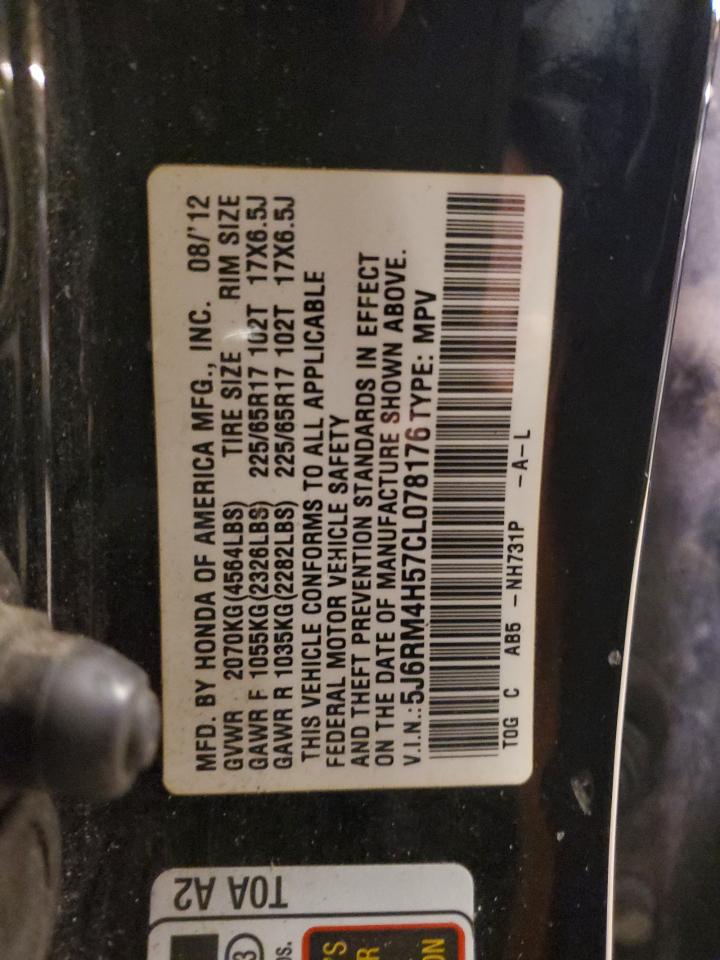 MFD. BY HONDA OF AMERICA MFG., INC. 08/'12
GVWR 2070KG(4564LBS) TIRE SIZE RIM SIZE
GAWR F 1055KG(2326LBS) 225/65R17 102T 17X6.5J
GAWR R 1035KG(2282LBS) 225/65R17 102T 17X6.5J
THIS VEHICLE CONFORMS TO ALL APPLICABLE
FEDERAL MOTOR VEHICLE SAFETY
AND THEFT PREVENTION STANDARDS IN EFFECT
ON THE DATE OF MANUFACTURE SHOWN ABOVE.
V.I.N.:5J6RM4H57CL078176 TYPE: MPV
TOG C AB5 -NH731P -A-L
TOA A2